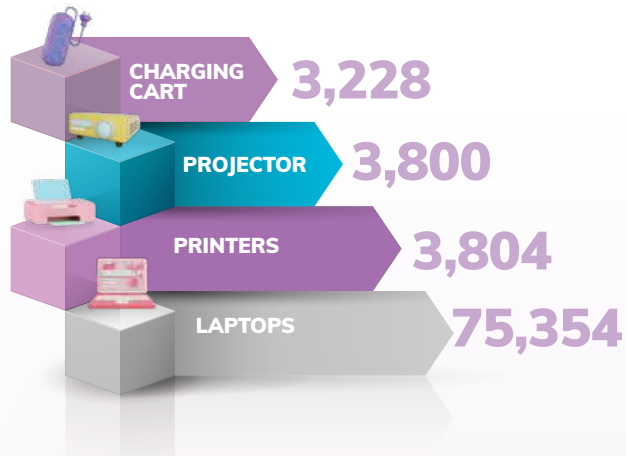 CHARGING
CART
3,228
PROJECTOR
3,800
PRINTERS
3,804
LAPTOPS
75,354